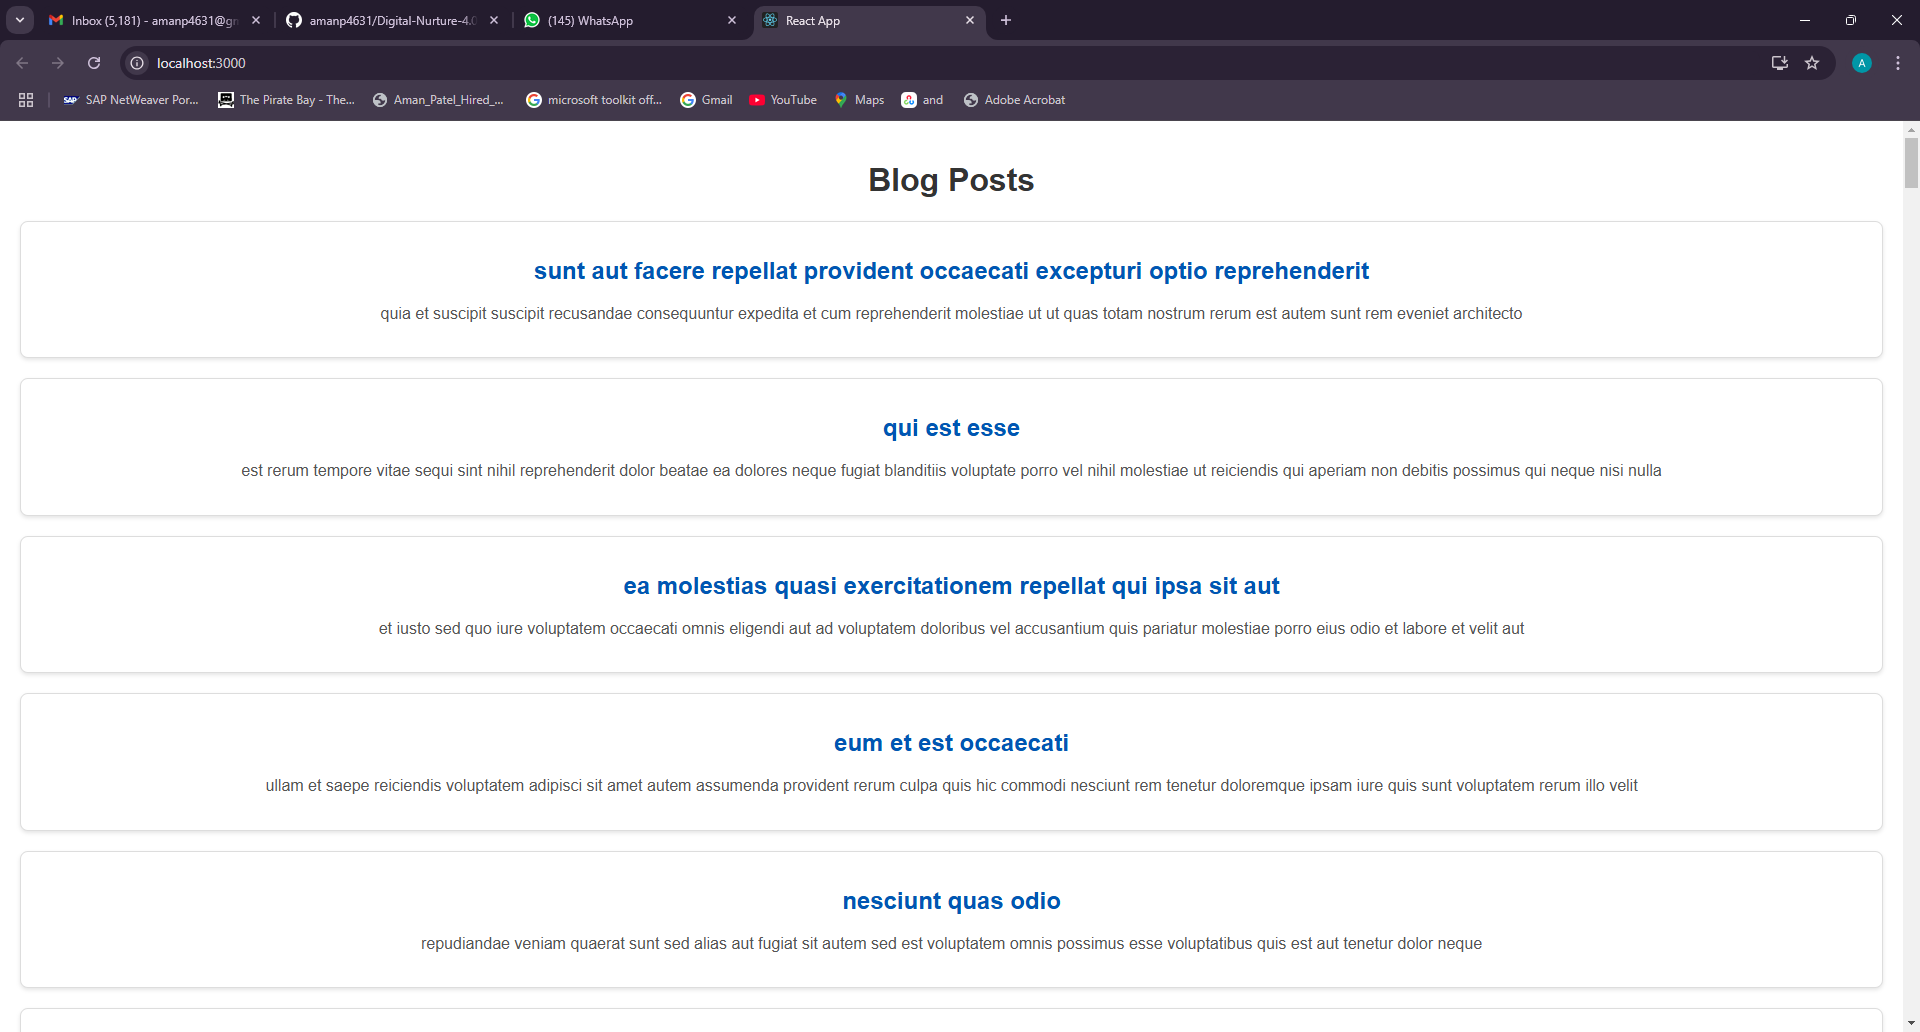 Inbox (5,181) - amanp4631@gm
amanp4631/Digital-Nurture-4.0
(145) WhatsApp
React App
localhost:3000
A
SAP NetWeaver Por...
The Pirate Bay - The...
Aman_Patel_Hired_...
microsoft toolkit off...
Gmail
YouTube
Maps
and
Adobe Acrobat
Blog Posts
sunt aut facere repellat provident occaecati excepturi optio reprehenderit
quia et suscipit suscipit recusandae consequuntur expedita et cum reprehenderit molestiae ut ut quas totam nostrum rerum est autem sunt rem eveniet architecto
qui est esse
est rerum tempore vitae sequi sint nihil reprehenderit dolor beatae ea dolores neque fugiat blanditiis voluptate porro vel nihil molestiae ut reiciendis qui aperiam non debitis possimus qui neque nisi nulla
ea molestias quasi exercitationem repellat qui ipsa sit aut
et iusto sed quo iure voluptatem occaecati omnis eligendi aut ad voluptatem doloribus vel accusantium quis pariatur molestiae porro eius odio et labore et velit aut
eum et est occaecati
ullam et saepe reiciendis voluptatem adipisci sit amet autem assumenda provident rerum culpa quis hic commodi nesciunt rem tenetur doloremque ipsam iure quis sunt voluptatem rerum illo velit
nesciunt quas odio
repudiandae veniam quaerat sunt sed alias aut fugiat sit autem sed est voluptatem omnis possimus esse voluptatibus quis est aut tenetur dolor neque